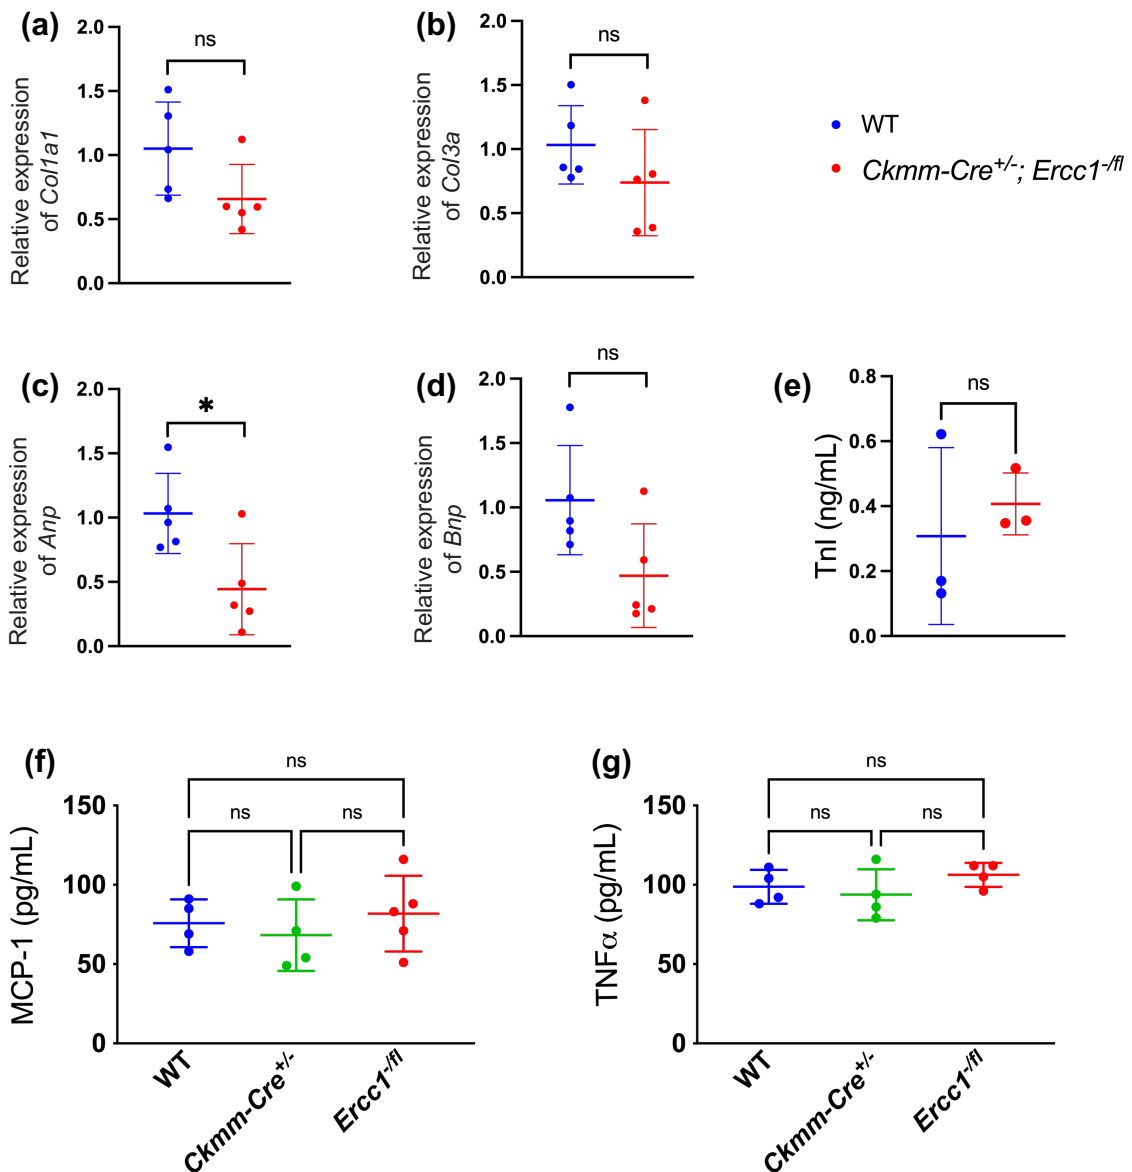 (a)
2.0
1.5
1.0
0.5
0.0
Relative expression
of Col1a1
ns
(b)
2.0
1.5
1.0
0.5
0.0
Relative expression
of Col3a
ns
WT
Ckmm-Cre+/-; Ercc1-/fl
(c)
2.0
1.5
1.0
0.5
0.0
Relative expression
of Anp
*
(d)
2.0
1.5
1.0
0.5
0.0
Relative expression
of Bnp
ns
(e)
0.8
0.6
0.4
0.2
0.0
TnI (ng/mL)
ns
(f)
ns
ns
ns
150
100
50
0
MCP-1 (pg/mL)
WT
Ckmm-Cre+/-
Ercc1-/fl
(g)
ns
ns
ns
150
100
50
0
TNFα (pg/mL)
WT
Ckmm-Cre+/-
Ercc1-/fl